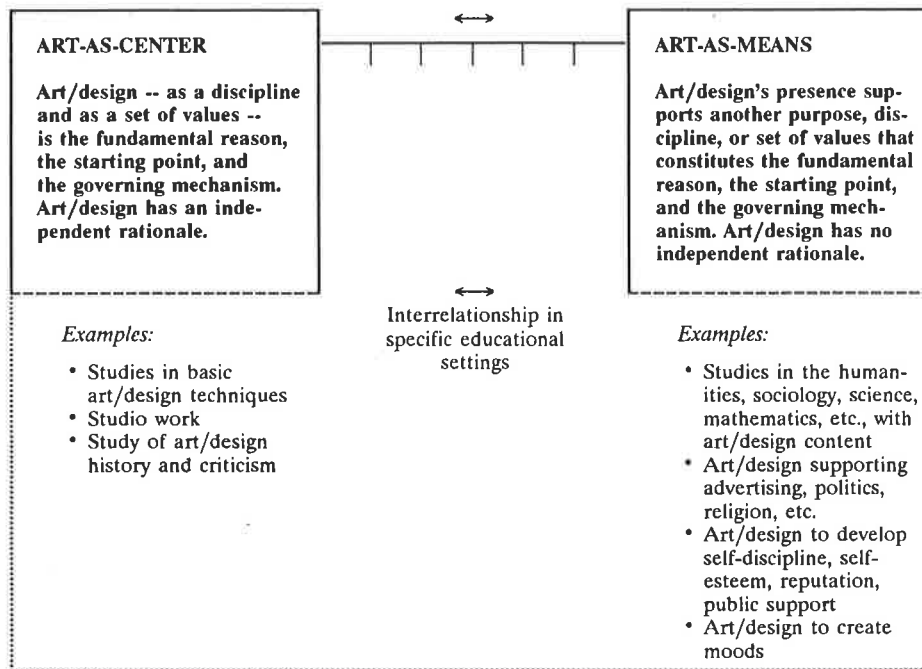 ART-AS-CENTER
Art/design -- as a discipline
and as a set of values --
is the fundamental reason,
the starting point, and
the governing mechanism.
Art/design has an inde-
pendent rationale.
ART-AS-MEANS
Art/design's presence sup-
ports another purpose, dis-
cipline, or set of values that
constitutes the fundamental
reason, the starting point,
and the governing mech-
anism. Art/design has no
independent rationale.
Interrelationship in
specific educational
settings
Examples:
• Studies in basic
art/design techniques
• Studio work
• Study of art/design
history and criticism
Examples:
• Studies in the human-
ities, sociology, science,
mathematics, etc., with
art/design content
• Art/design supporting
advertising, politics,
religion, etc.
• Art/design to develop
self-discipline, self-
esteem, reputation,
public support
• Art/design to create
moods